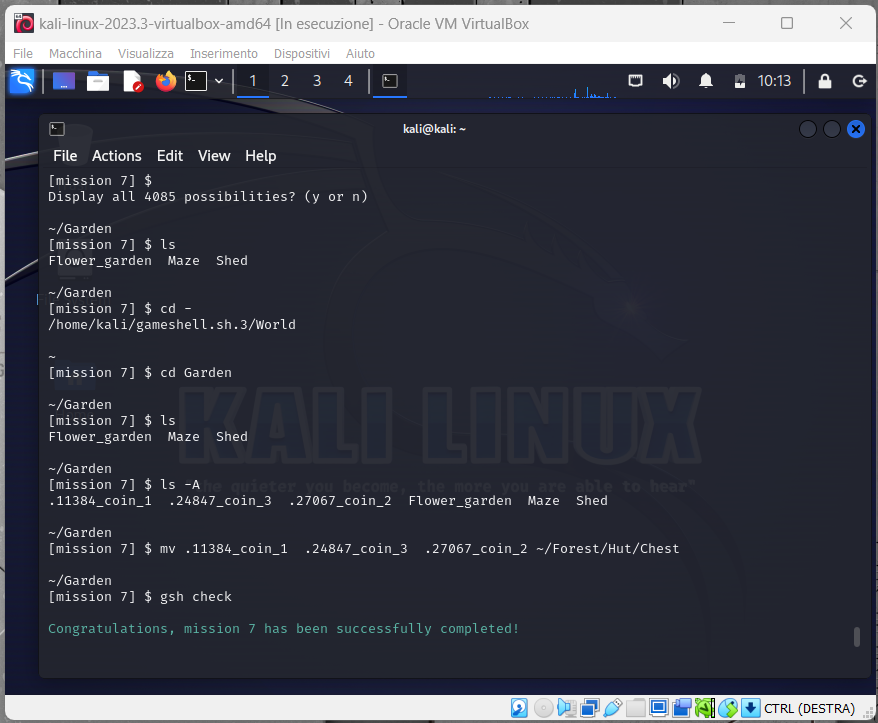 kali-linux-2023.3-virtualbox-amd64 [In esecuzione] - Oracle VM VirtualBox
File Macchina Visualizza Inserimento Dispositivi Aiuto
1 2 3 4 10:13
kali@kali: ~
File Actions Edit View Help
[mission 7] $
Display all 4085 possibilities? (y or n)
~/Garden
[mission 7] $ ls
Flower_garden Maze Shed
~/Garden
[mission 7] $ cd -
/home/kali/gameshell.sh.3/World
~
[mission 7] $ cd Garden
~/Garden
[mission 7] $ ls
Flower_garden Maze Shed
KALI LINUX
~/Garden
[mission 7] $ ls -A
"the quieter you become, the more you are able to hear"
.11384_coin_1 .24847_coin_3 .27067_coin_2 Flower_garden Maze Shed
~/Garden
[mission 7] $ mv .11384_coin_1 .24847_coin_3 .27067_coin_2 ~/Forest/Hut/Chest
~/Garden
[mission 7] $ gsh check
Congratulations, mission 7 has been successfully completed!
CTRL (DESTRA)